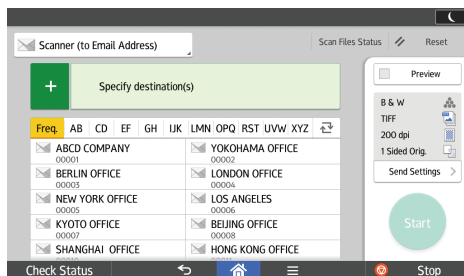 Scanner (to Email Address)
Scan Files Status
Reset
+
Specify destination(s)
Preview
B & W
TIFF
200 dpi
1 Sided Orig.
Send Settings
Start
Freq.
AB
CD
EF
GH
IJK
LMN
OPQ
RST
UVW
XYZ
ABCD COMPANY
00001
YOKOHAMA OFFICE
00002
BERLIN OFFICE
00003
LONDON OFFICE
00004
NEW YORK OFFICE
00005
LOS ANGELES
00006
KYOTO OFFICE
00007
BEIJING OFFICE
00008
SHANGHAI OFFICE
HONG KONG OFFICE
Check Status
Stop